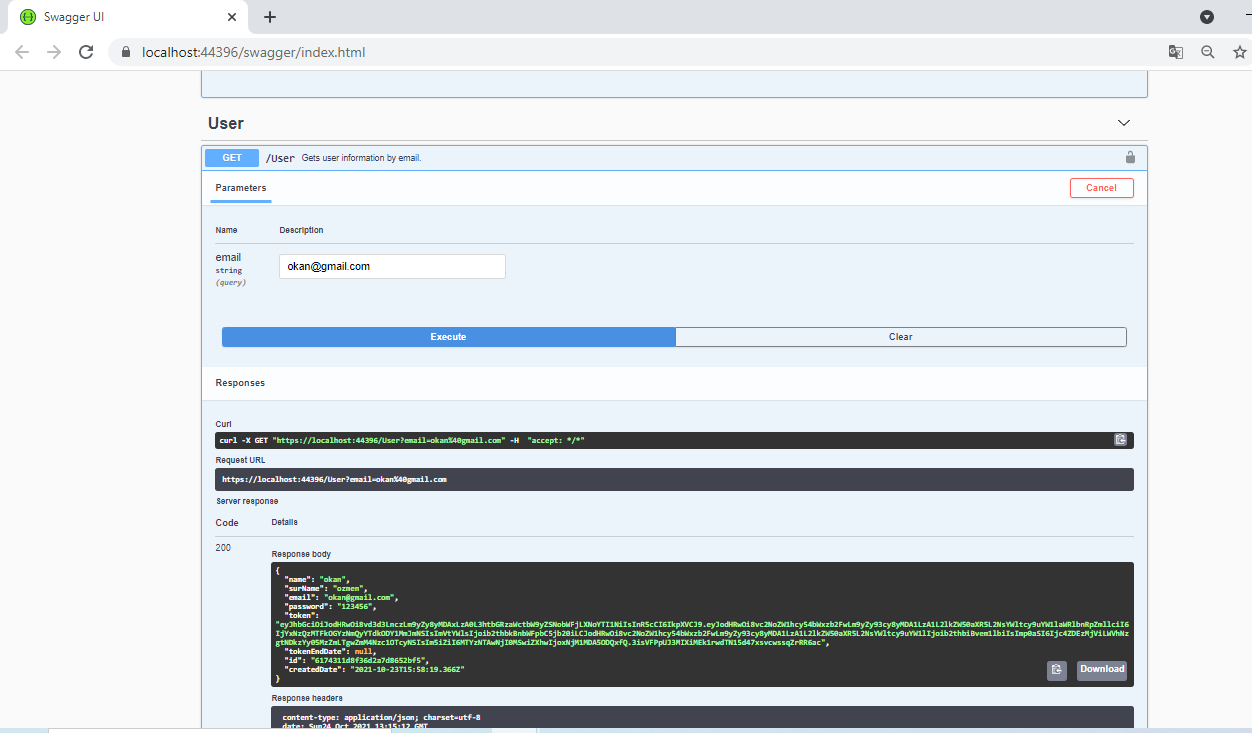 Swagger UI
localhost:44396/swagger/index.html
User
GET /User Gets user information by email.
Parameters
Cancel
Name Description
email
string
(query)
okan@gmail.com
Execute
Clear
Responses
Curl
curl -X GET "https://localhost:44396/User?email=okan%40gmail.com" -H "accept: */*"
Request URL
https://localhost:44396/User?email=okan%40gmail.com
Server response
Code Details
200
Response body
{
"name": "okan",
"surName": "ozmen",
"email": "okan@gmail.com",
"password": "123456",
"token":
"tokenEndDate": null,
"id": "6174311d8f36d2a7d8652bf5",
"createdDate": "2021-10-23T15:58:19.366Z"
}
Download
Response headers
content-type: application/json; charset=utf-8
date: Sun24 Oct 2021 13:15:12 GMT